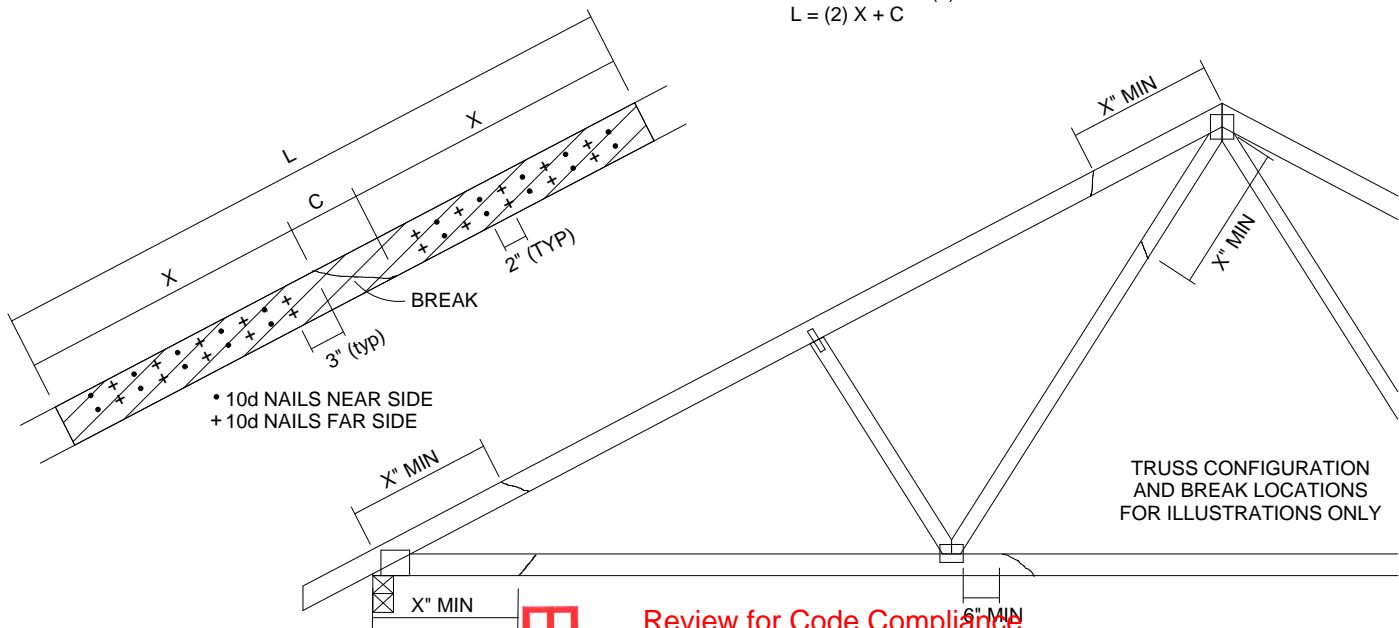 L = (2) X + C
X" MIN
L
X
C
X
2" (TYP)
BREAK
3" (typ)
• 10d NAILS NEAR SIDE
+ 10d NAILS FAR SIDE
X" MIN
X" MIN
TRUSS CONFIGURATION
AND BREAK LOCATIONS
FOR ILLUSTRATIONS ONLY
X" MIN
6" MIN
Review for Code Compliance